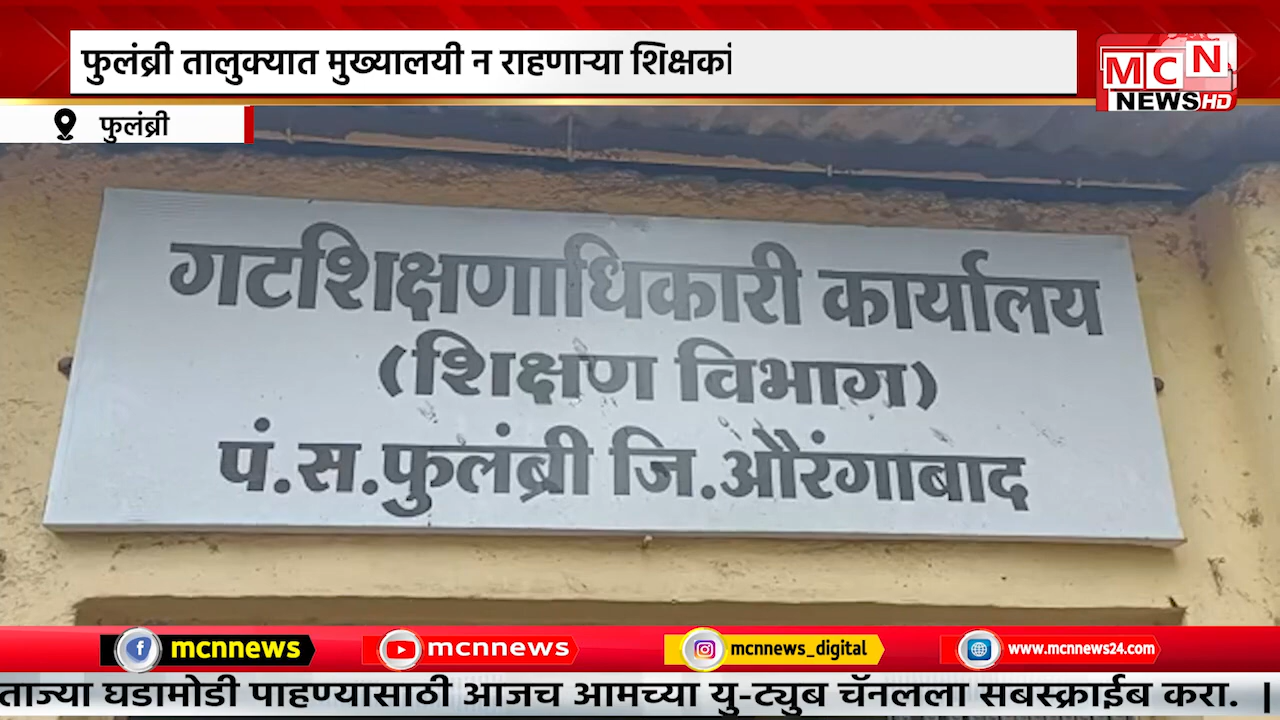 फुलंब्री तालुक्यात मुख्यालयी न राहणाऱ्या शिक्षकां
MCN
NEWS HD
फुलंब्री
गटशिक्षणाधिकारी कार्यालय
(शिक्षण विभाग)
पं.स.फुलंब्री जि.औरंगाबाद
mcnnews
mcnnews
mcnnews_digital
www.mcnnews24.com
ताज्या घडामोडी पाहण्यासाठी आजच आमच्या यु-ट्युब चॅनलला सबस्क्राईब करा. |